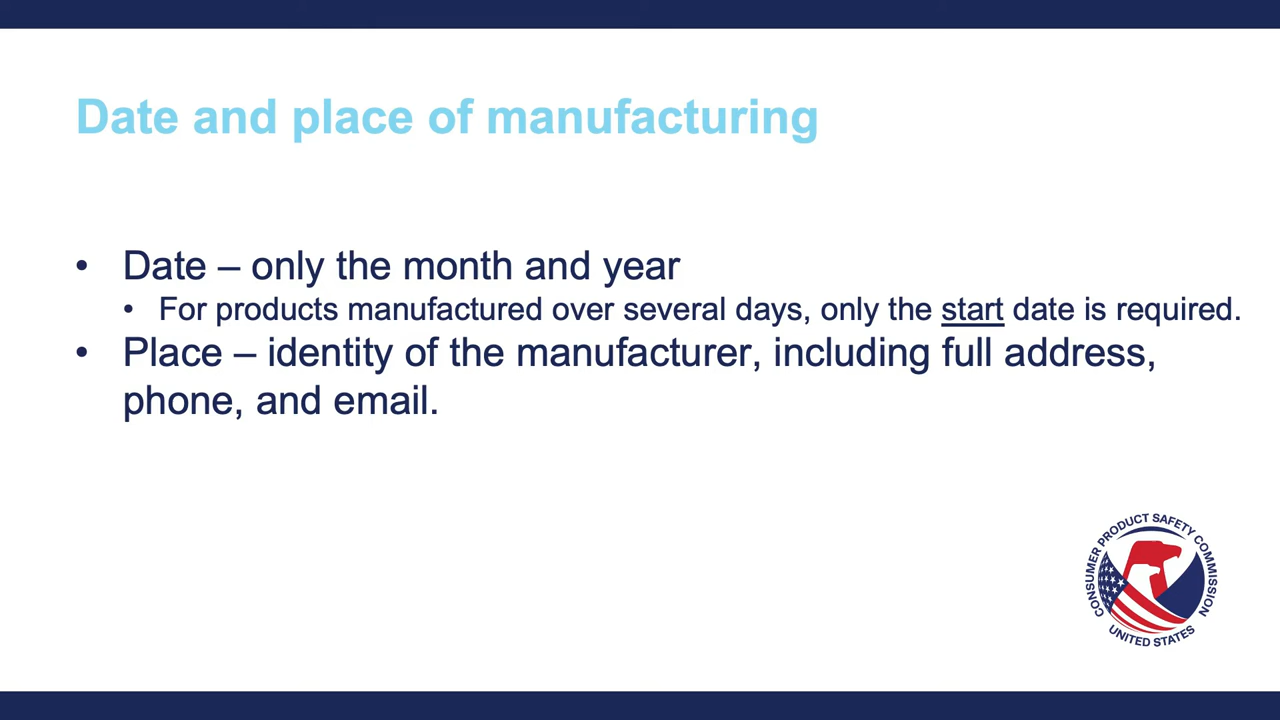 Date and place of manufacturing
• Date – only the month and year
• For products manufactured over several days, only the start date is required.
• Place – identity of the manufacturer, including full address,
phone, and email.
CONSUMER PRODUCT SAFETY COMMISSION
UNITED STATES